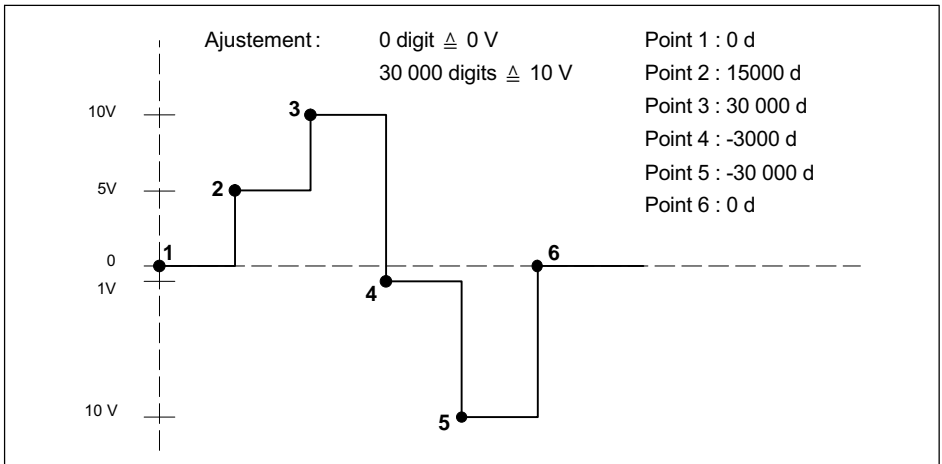 Ajustement : 0 digit ≙ 0 V
30 000 digits ≙ 10 V
Point 1 : 0 d
Point 2 : 15000 d
Point 3 : 30 000 d
Point 4 : -3000 d
Point 5 : -30 000 d
Point 6 : 0 d
10V
3
5V
2
0
1
6
1V
4
10 V
5